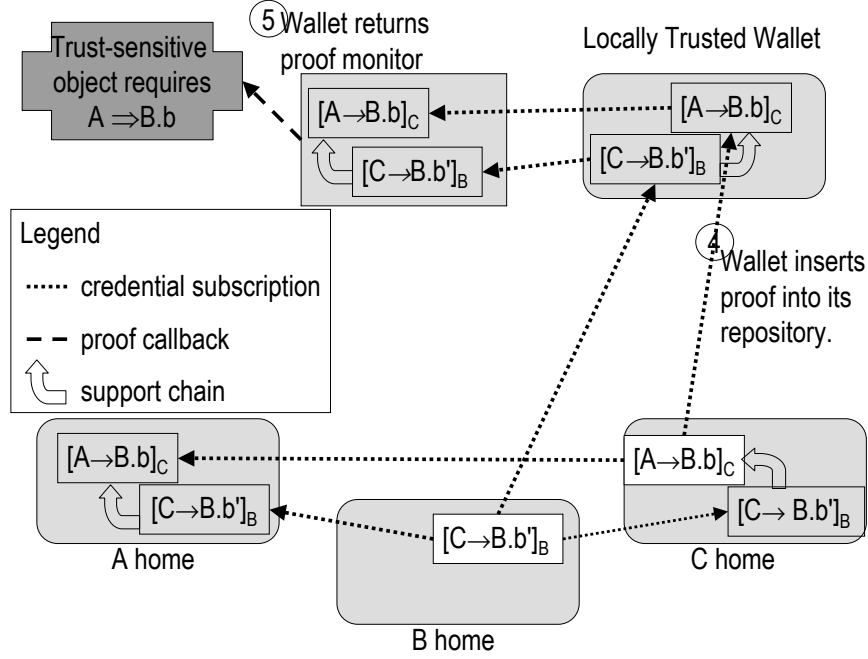 5
Wallet returns
proof monitor
Trust-sensitive
object requires
A ⇒B.b
Locally Trusted Wallet
[A→B.b]C
[C→B.b']B
[A→B.b]C
[C→B.b']B
Legend
credential subscription
proof callback
support chain
4
Wallet inserts
proof into its
repository.
[A→B.b]C
[C→B.b']B
A home
[C→B.b']B
B home
[A→B.b]C
[C→ B.b']B
C home